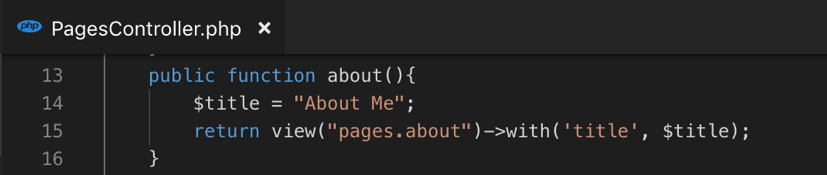 php PagesController.php ×
13 public function about(){
14 $title = "About Me";
15 return view("pages.about")->with('title', $title);
16 }